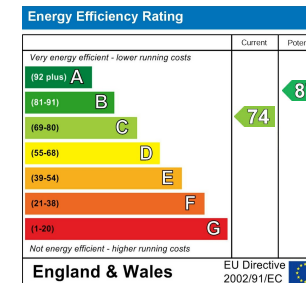 Energy Efficiency Rating
Current
Very energy efficient - lower running costs
(92 plus) A
(81-91) B
(69-80) C
74
(55-68) D
(39-54) E
(21-38) F
(1-20) G
Not energy efficient - higher running costs
England & Wales
EU Directive
2002/91/EC